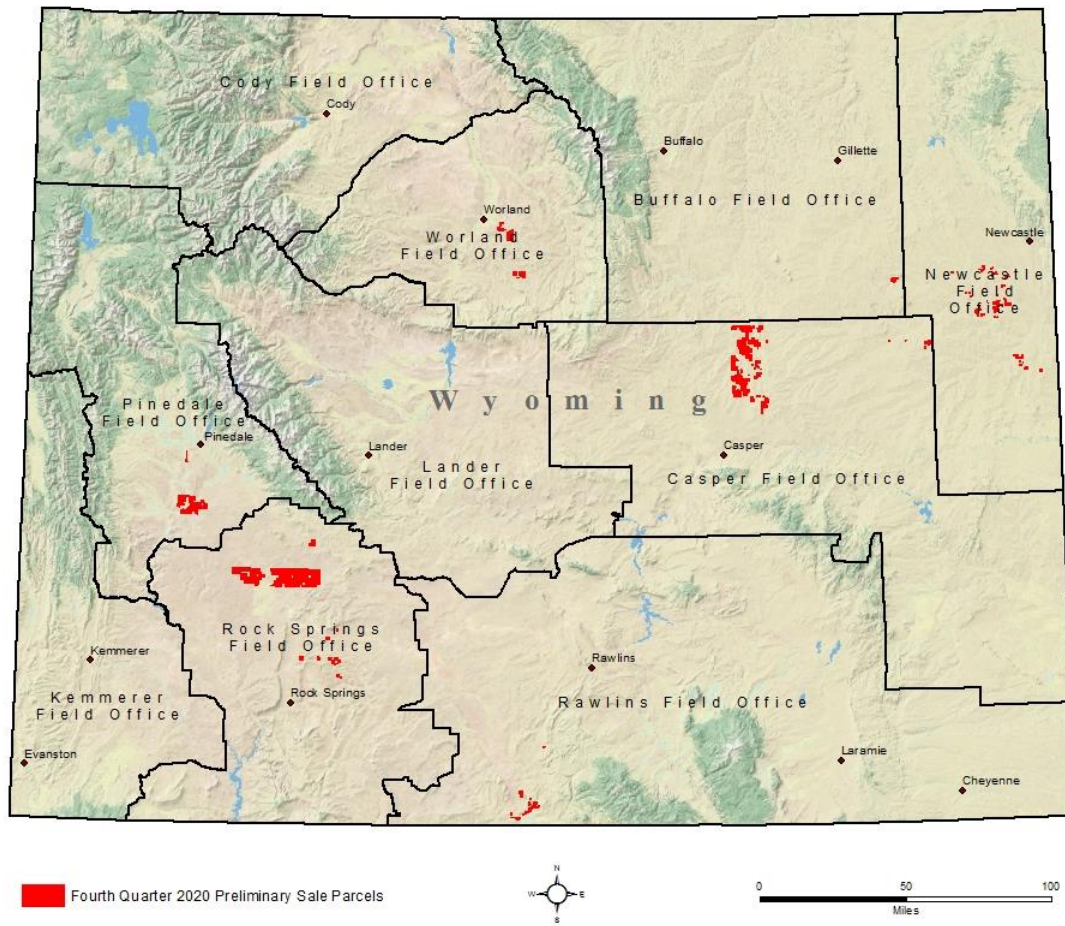 Cody Field Office
Cody
Buffalo
Gillette
Buffalo Field Office
Worland
Worland
Field Office
Newcastle
Newcastle
Field
Office
Wyoming
Pinedale
Field Office
Pinedale
Lander
Lander
Field Office
Casper
Casper Field Office
Rock Springs
Field Office
Rock Springs
Kemmerer
Kemmerer
Field Office
Evanston
Rawlins
Rawlins Field Office
Laramie
Cheyenne
Fourth Quarter 2020 Preliminary Sale Parcels
N
W E
S
0 50 100
Miles